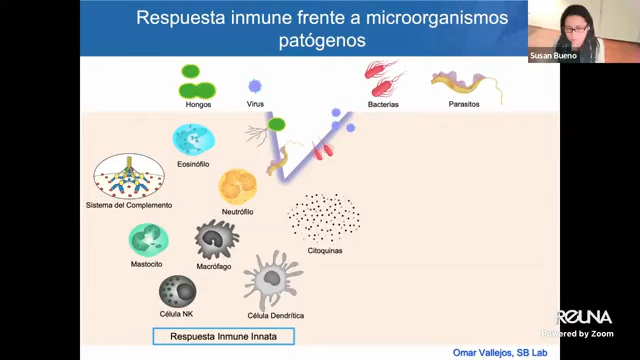 Respuesta inmune frente a microorganismos
patógenos
Susan Bueno
Hongos
Virus
Bacterias
Parasitos
Eosinófilo
Sistema del Complemento
Neutrófilo
Citoquinas
Mastocito
Macrófago
Célula NK
Célula Dendrítica
Respuesta Inmune Innata
REUNA
Powered by Zoom
Omar Vallejos, SB Lab